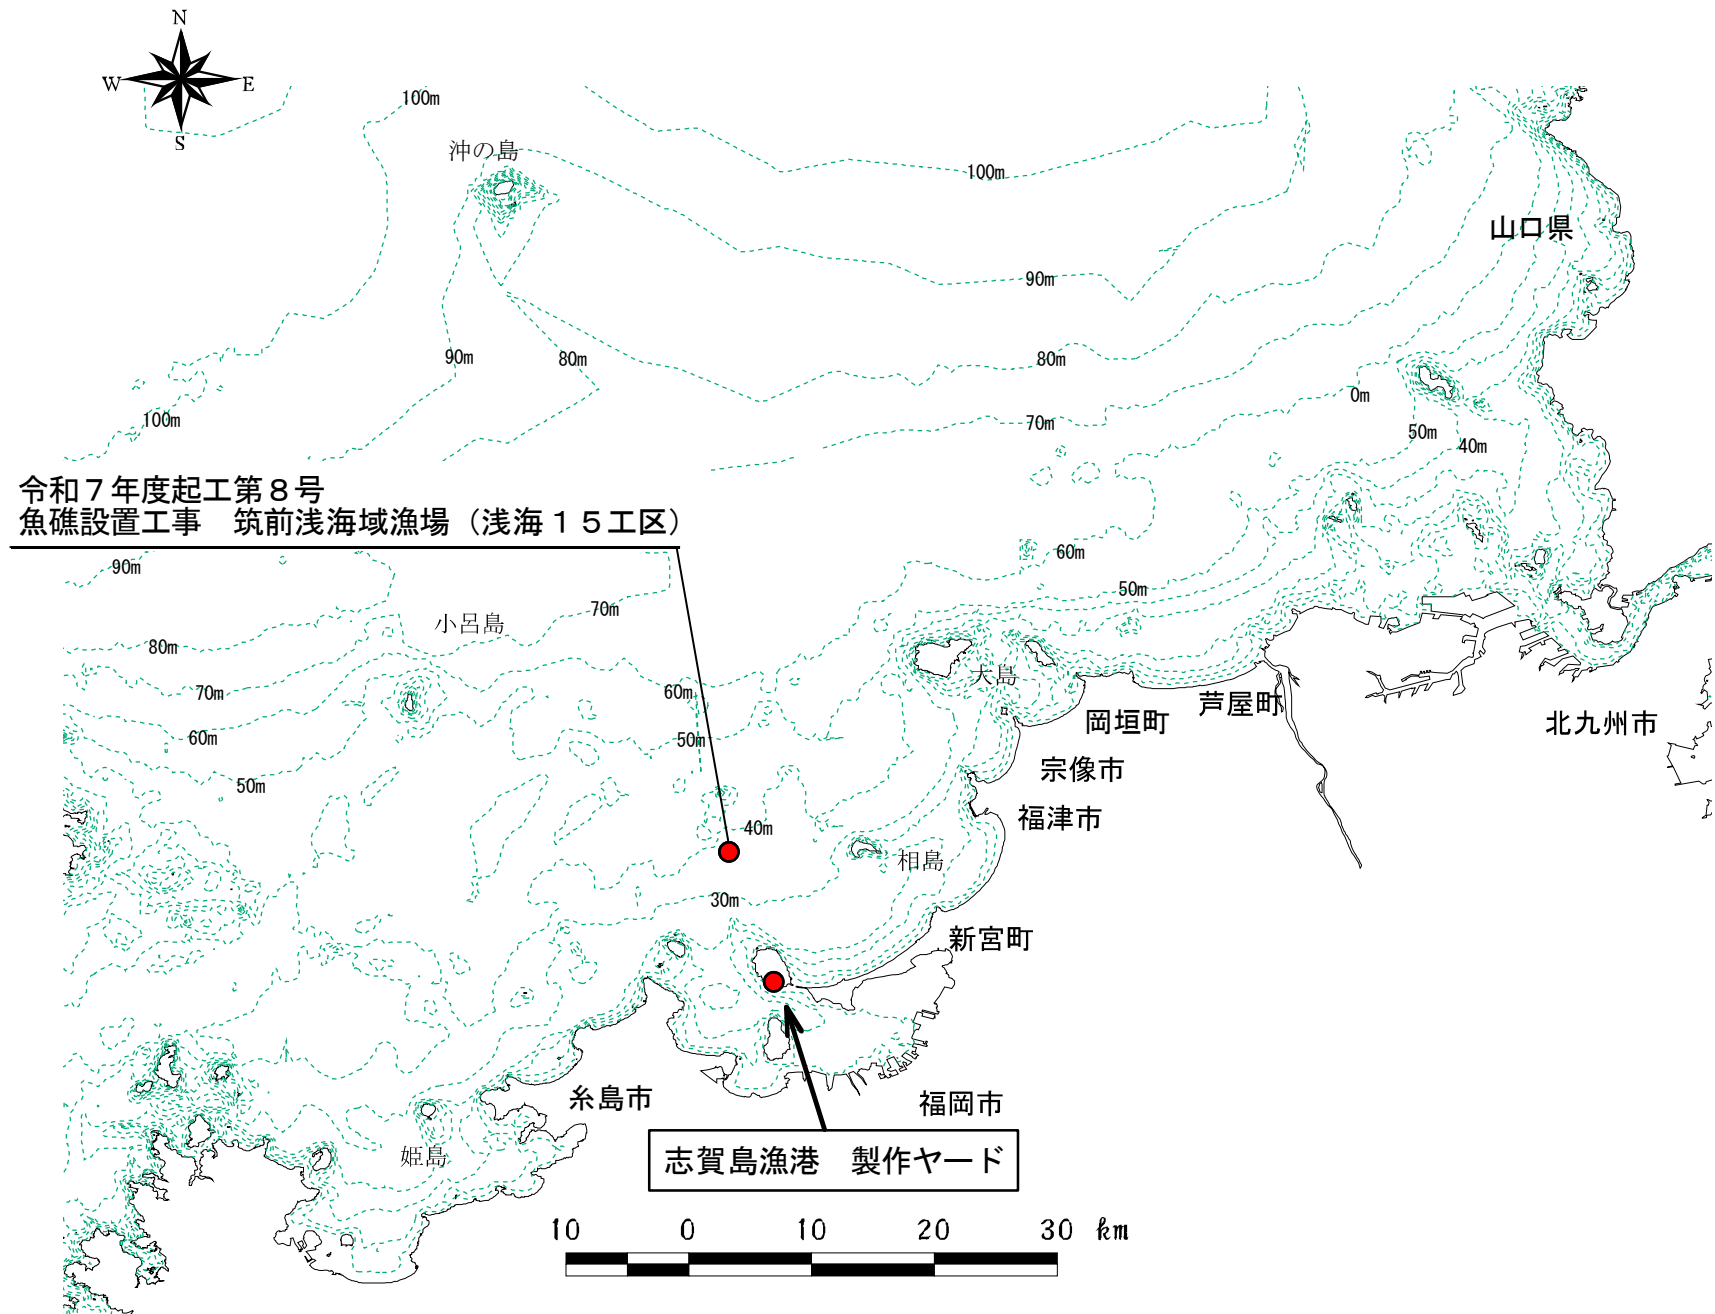 N
W E
S
100m
沖の島
100m
山口県
90m
90m
80m
80m
0m
100m
70m
50m
40m
令和７年度起工第８号
魚礁設置工事　筑前浅海域漁場（浅海１５工区）
60m
90m
50m
70m
小呂島
80m
大島
70m
60m
芦屋町
岡垣町
北九州市
60m
50m
宗像市
50m
福津市
40m
相島
30m
新宮町
糸島市
福岡市
姫島
志賀島漁港　製作ヤード
10 0 10 20 30 km